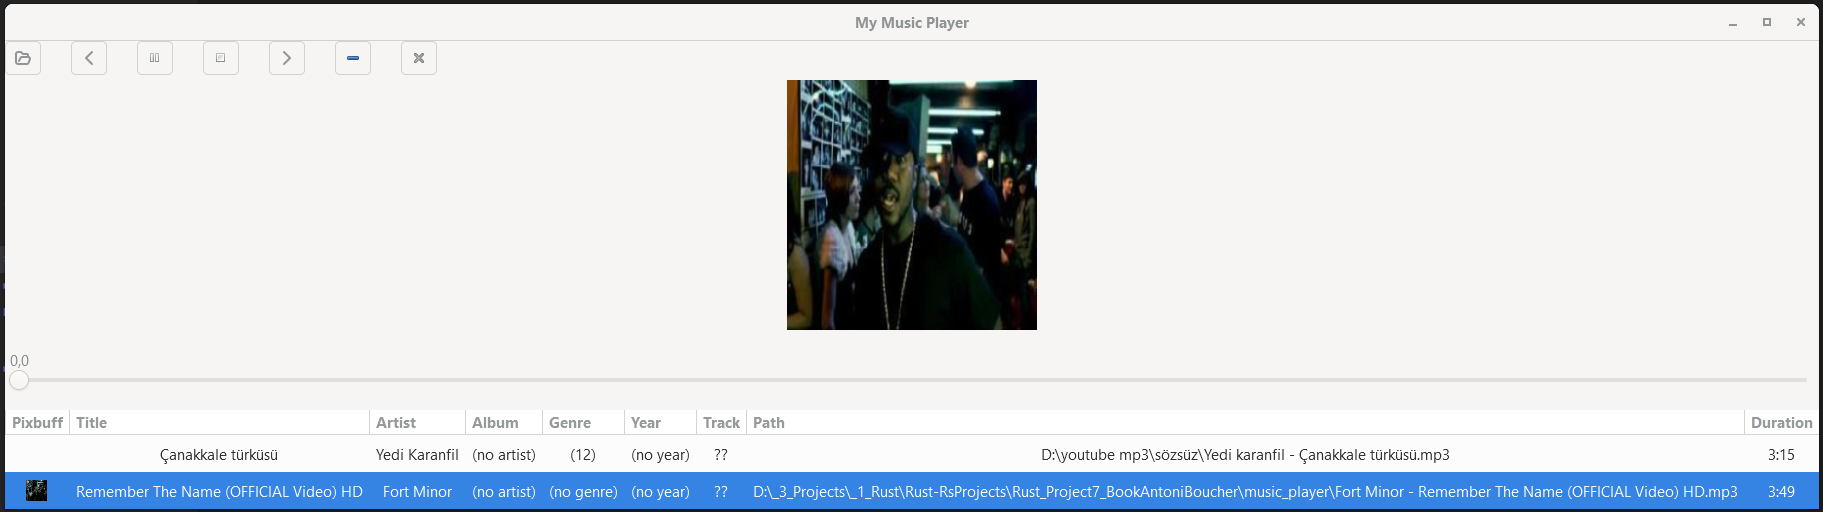 My Music Player
0,0
Pixbuff Title Artist Album Genre Year Track Path Duration
Çanakkale türküsü Yedi Karanfil (no artist) (12) (no year) ?? D:\youtube mp3\sözsüz\Yedi karanfil - Çanakkale türküsü.mp3 3:15
Remember The Name (OFFICIAL Video) HD Fort Minor (no artist) (no genre) (no year) ?? D:\_3_Projects\_1_Rust\Rust-RsProjects\Rust_Project7_BookAntoniBoucher\music_player\Fort Minor - Remember The Name (OFFICIAL Video) HD.mp3 3:49